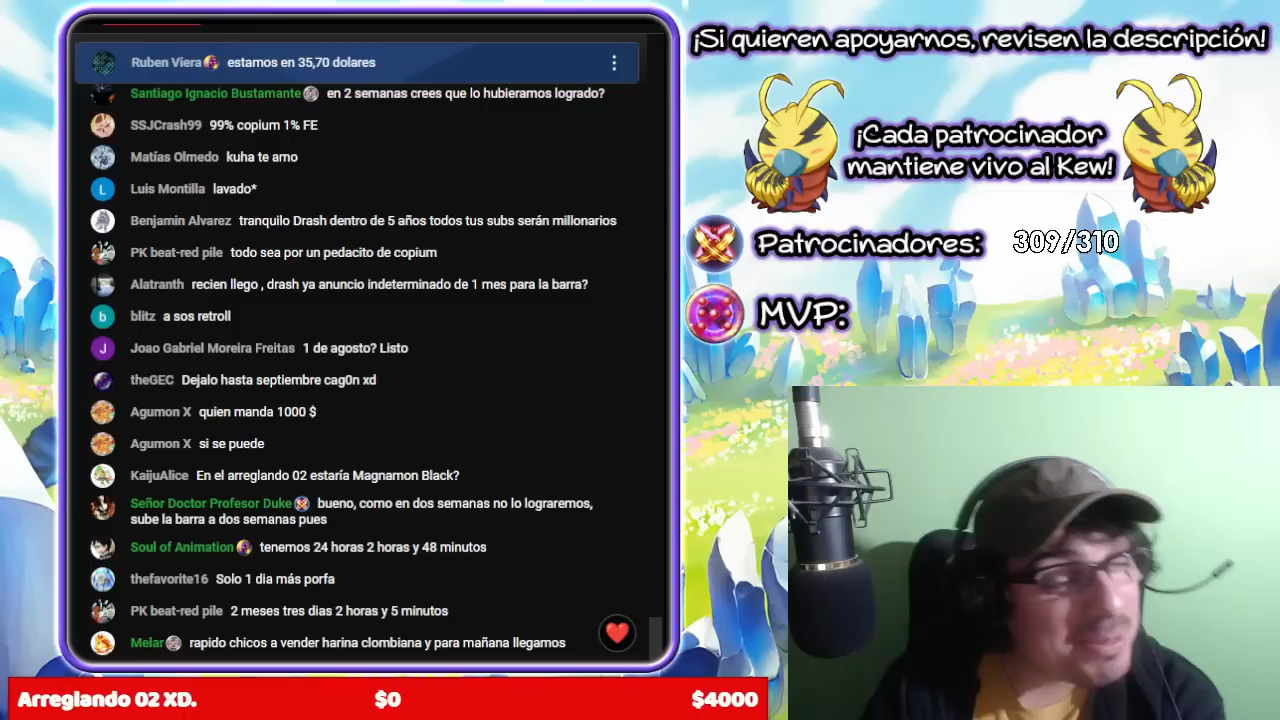 Ruben Viera estamos en 35,70 dolares
Santiago Ignacio Bustamante en 2 semanas crees que lo hubieramos logrado?
SSJCrash99 99% copium 1% FE
Matías Olmedo kuha te amo
L Luis Montilla lavado*
Benjamin Alvarez tranquilo Drash dentro de 5 años todos tus subs serán millonarios
PK beat-red pile todo sea por un pedacito de copium
Alatranth recien llego , drash ya anuncio indeterminado de 1 mes para la barra?
b blitz a sos retroll
J Joao Gabriel Moreira Freitas 1 de agosto? Listo
theGEC Dejalo hasta septiembre cag0n xd
Agumon X quien manda 1000 $
Agumon X si se puede
KaijuAlice En el arreglando 02 estaría Magnamon Black?
Señor Doctor Profesor Duke bueno, como en dos semanas no lo lograremos,
sube la barra a dos semanas pues
Soul of Animation tenemos 24 horas 2 horas y 48 minutos
thefavorite16 Solo 1 dia más porfa
PK beat-red pile 2 meses tres dias 2 horas y 5 minutos
Melar rapido chicos a vender harina clombiana y para mañana llegamos
¡Si quieren apoyarnos, revisen la descripción!
¡Cada patrocinador
mantiene vivo al Kew!
Patrocinadores: 309/310
MVP:
Arreglando 02 XD. $0 $4000